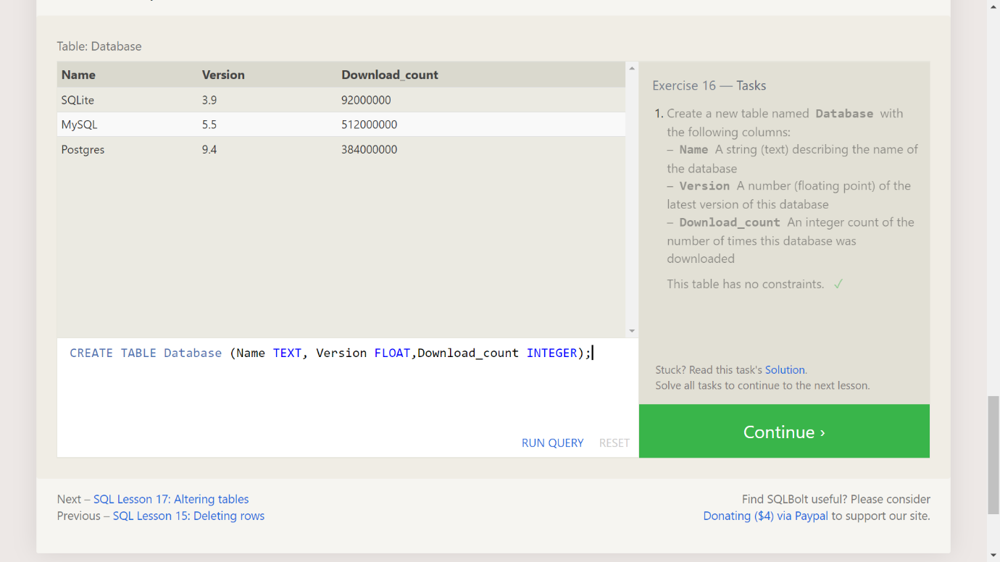 Table: Database
Name Version Download_count
SQLite 3.9 92000000
MySQL 5.5 512000000
Postgres 9.4 384000000
CREATE TABLE Database (Name TEXT, Version FLOAT,Download_count INTEGER);
RUN QUERY RESET
Exercise 16 — Tasks
1. Create a new table named Database with
the following columns:
– Name A string (text) describing the name of
the database
– Version A number (floating point) of the
latest version of this database
– Download_count An integer count of the
number of times this database was
downloaded
This table has no constraints. ✓
Stuck? Read this task's Solution.
Solve all tasks to continue to the next lesson.
Continue ›
Next – SQL Lesson 17: Altering tables
Previous – SQL Lesson 15: Deleting rows
Find SQLBolt useful? Please consider
Donating ($4) via Paypal to support our site.